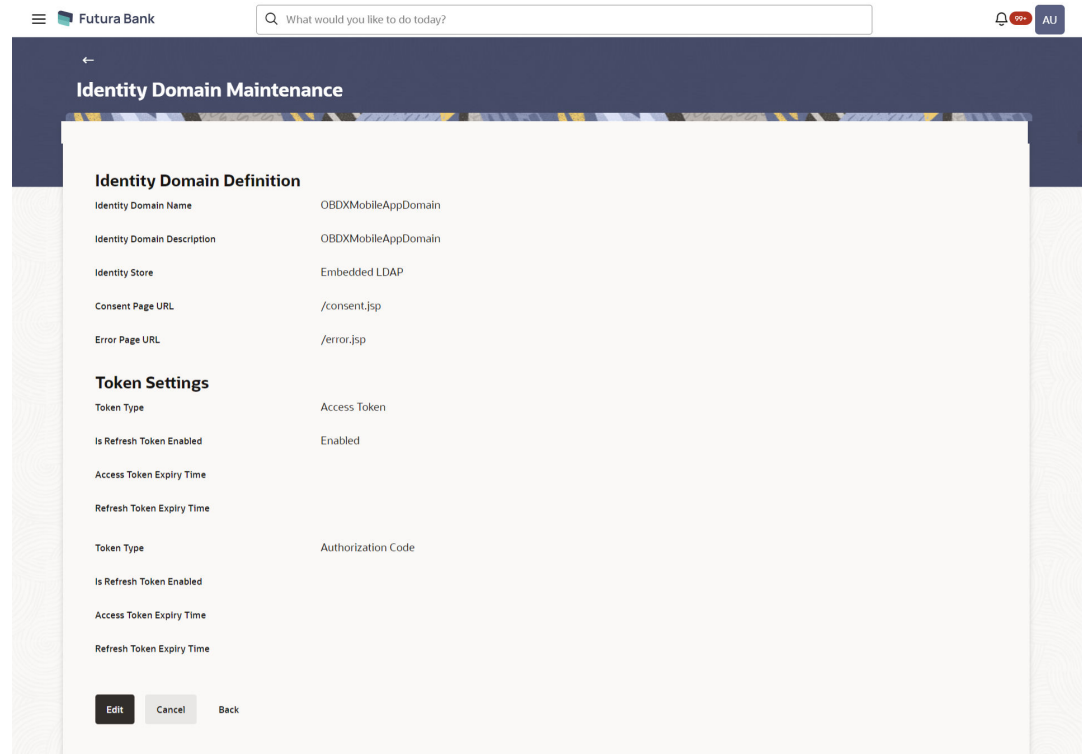 Futura Bank
What would you like to do today?
99+
AU
Identity Domain Maintenance
Identity Domain Definition
Identity Domain Name OBDXMobileAppDomain
Identity Domain Description OBDXMobileAppDomain
Identity Store Embedded LDAP
Consent Page URL /consent.jsp
Error Page URL /error.jsp
Token Settings
Token Type Access Token
Is Refresh Token Enabled Enabled
Access Token Expiry Time
Refresh Token Expiry Time
Token Type Authorization Code
Is Refresh Token Enabled
Access Token Expiry Time
Refresh Token Expiry Time
Edit Cancel Back